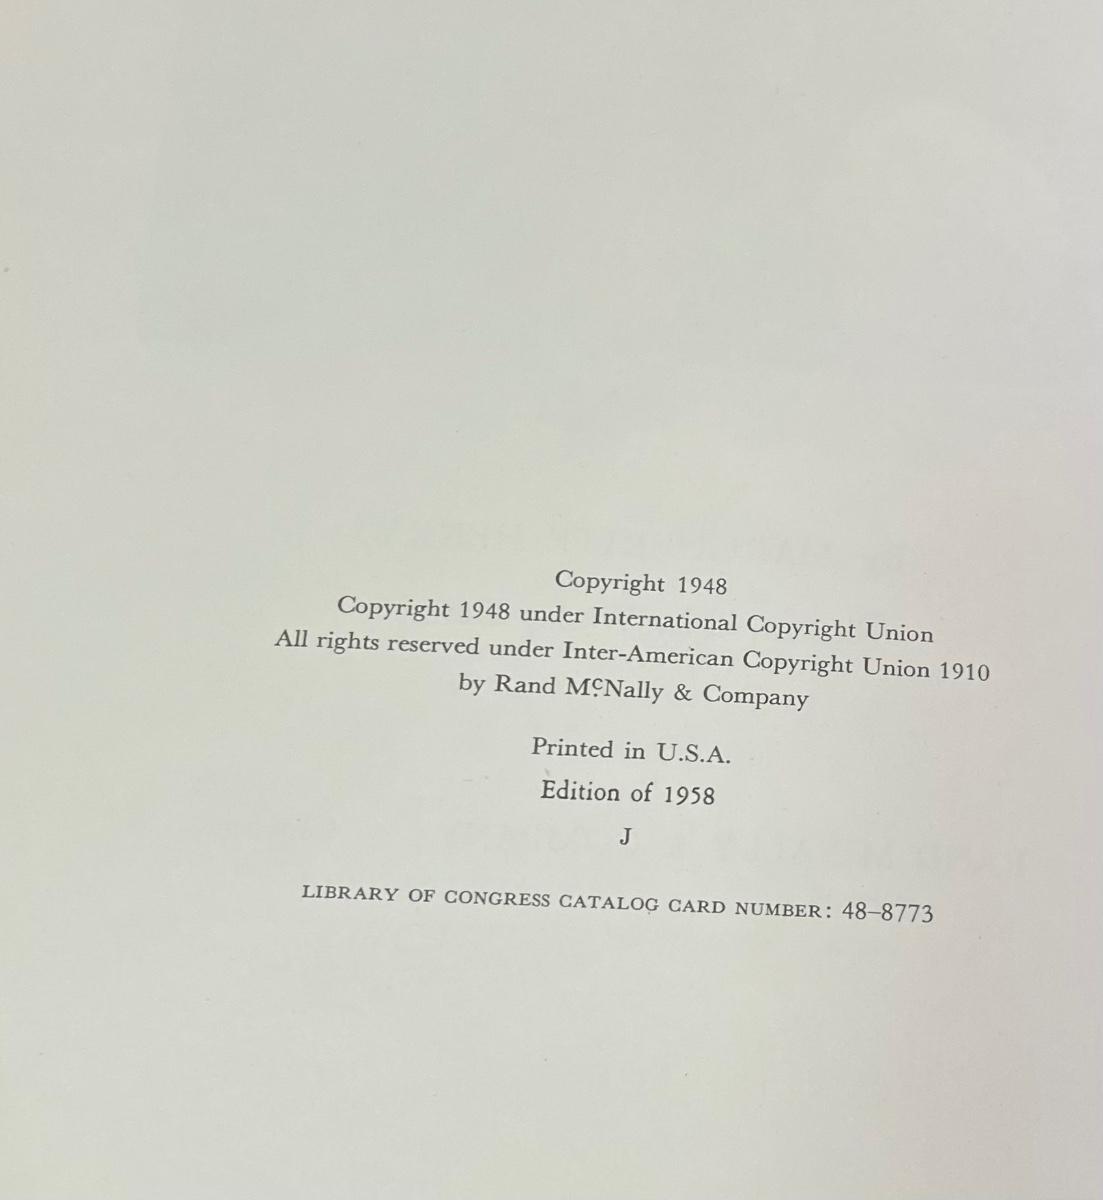 Copyright 1948
Copyright 1948 under International Copyright Union
All rights reserved under Inter-American Copyright Union 1910
by Rand McNally & Company
Printed in U.S.A.
Edition of 1958
J
LIBRARY OF CONGRESS CATALOG CARD NUMBER: 48–8773